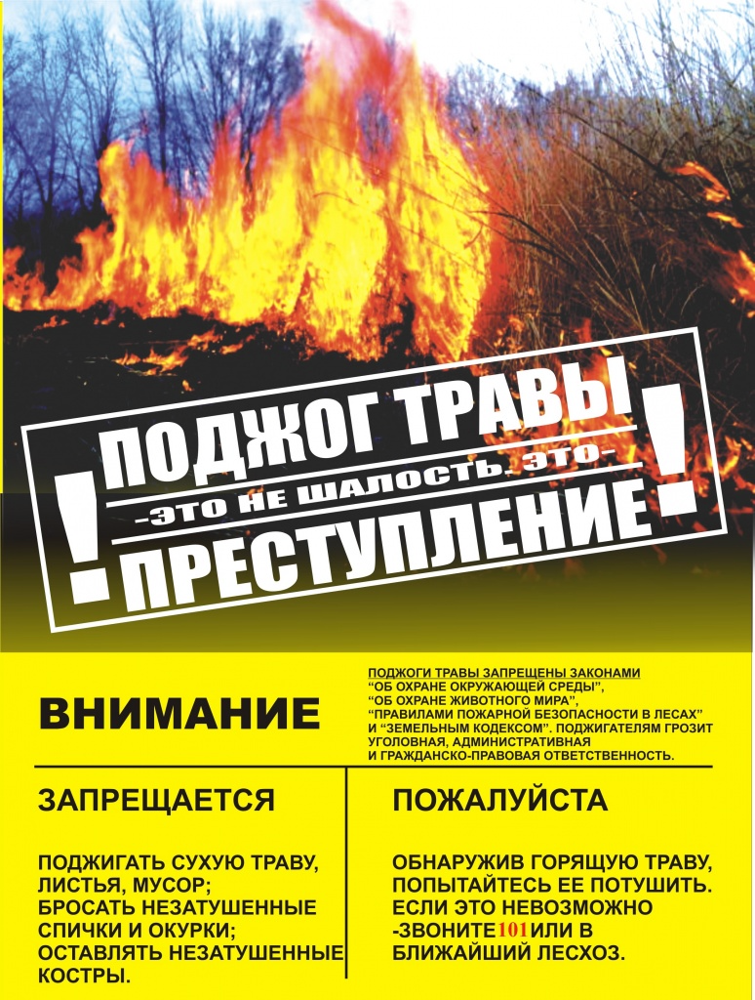 ПОДЖОГ ТРАВЫ
-ЭТО НЕ ШАЛОСТЬ. ЭТО-
! ПРЕСТУПЛЕНИЕ !
ВНИМАНИЕ
ПОДЖОГИ ТРАВЫ ЗАПРЕЩЕНЫ ЗАКОНАМИ
“ОБ ОХРАНЕ ОКРУЖАЮЩЕЙ СРЕДЫ”,
“ОБ ОХРАНЕ ЖИВОТНОГО МИРА”,
“ПРАВИЛАМИ ПОЖАРНОЙ БЕЗОПАСНОСТИ В ЛЕСАХ”
И “ЗЕМЕЛЬНЫМ КОДЕКСОМ”. ПОДЖИГАТЕЛЯМ ГРОЗИТ
УГОЛОВНАЯ, АДМИНИСТРАТИВНАЯ
И ГРАЖДАНСКО-ПРАВОВАЯ ОТВЕТСТВЕННОСТЬ.
ЗАПРЕЩАЕТСЯ
ПОДЖИГАТЬ СУХУЮ ТРАВУ,
ЛИСТЬЯ, МУСОР;
БРОСАТЬ НЕЗАТУШЕННЫЕ
СПИЧКИ И ОКУРКИ;
ОСТАВЛЯТЬ НЕЗАТУШЕННЫЕ
КОСТРЫ.
ПОЖАЛУЙСТА
ОБНАРУЖИВ ГОРЯЩУЮ ТРАВУ,
ПОПЫТАЙТЕСЬ ЕЕ ПОТУШИТЬ.
ЕСЛИ ЭТО НЕВОЗМОЖНО
-ЗВОНИТЕ 101 ИЛИ В
БЛИЖАЙШИЙ ЛЕСХОЗ.